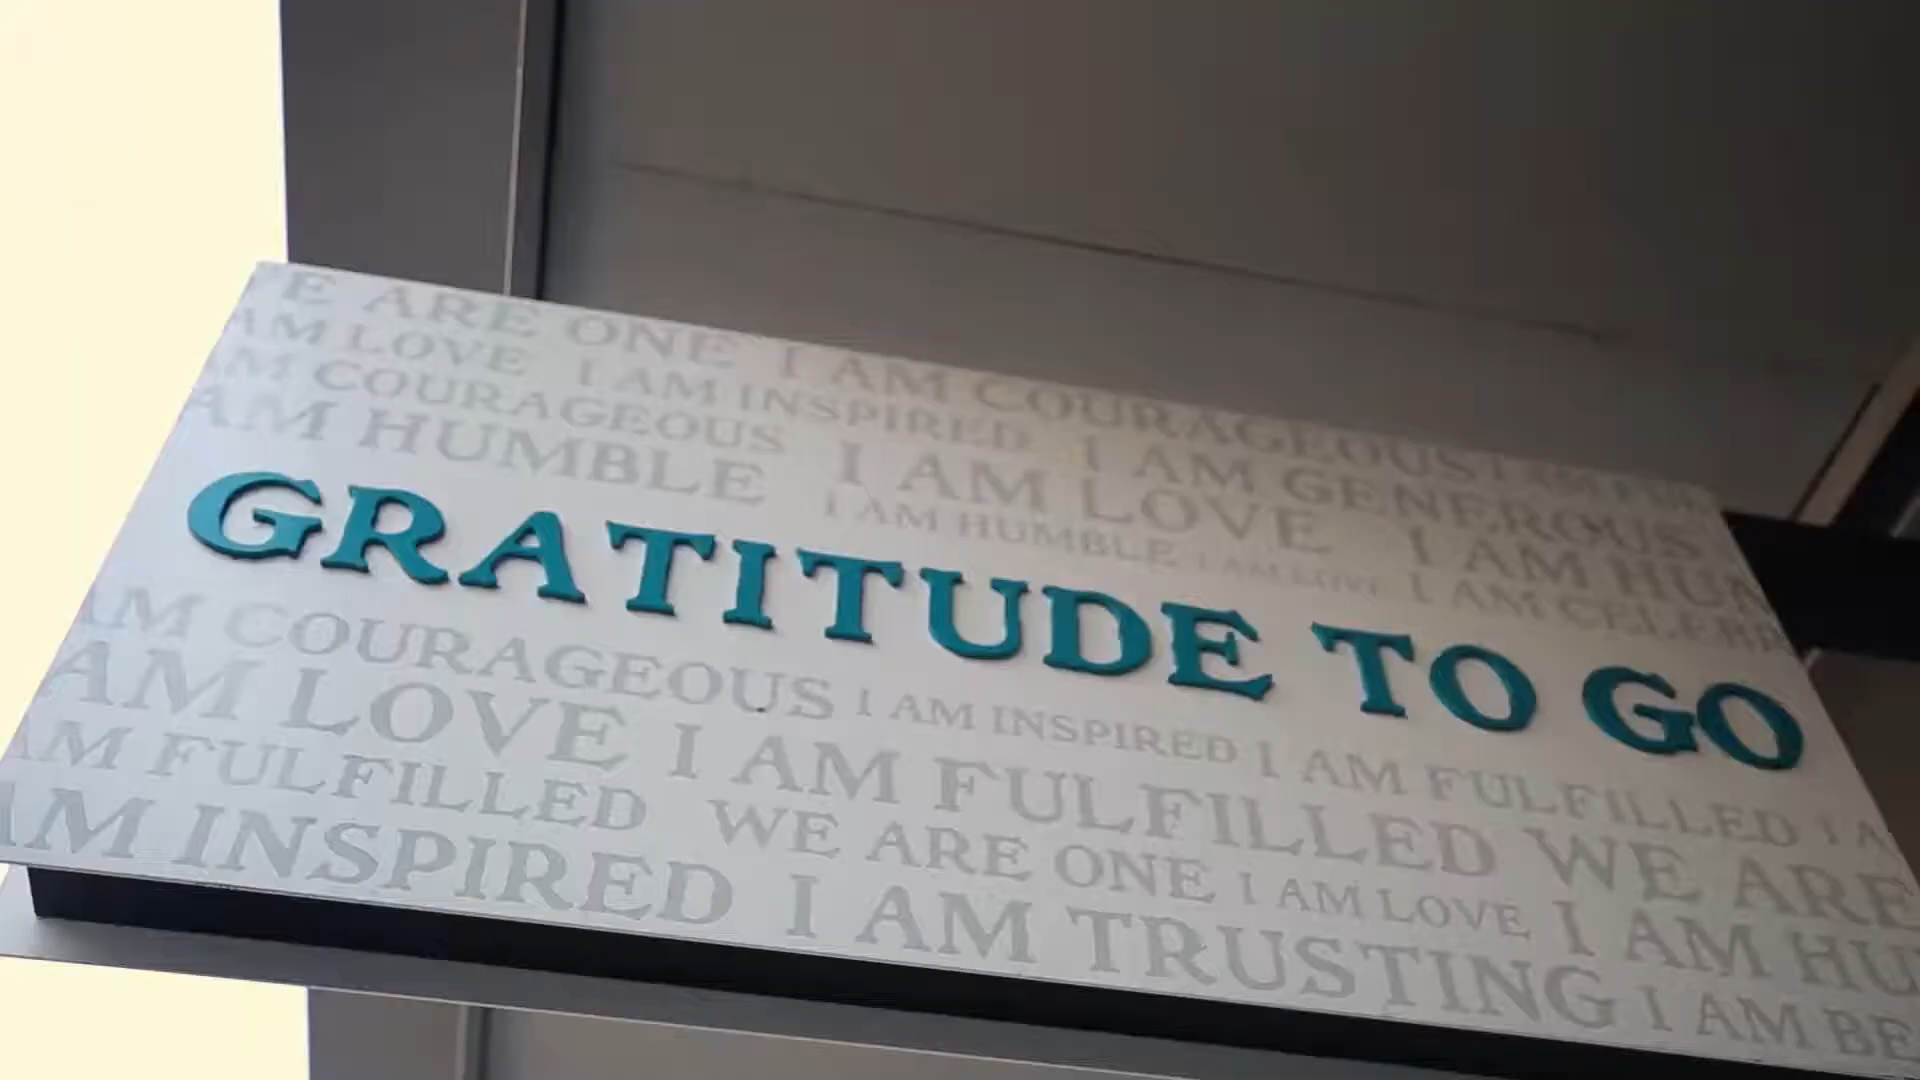 E ARE ONE I AM COURAGEOUS
AM LOVE I AM INSPIRED I AM GENEROUS
AM COURAGEOUS I AM LOVE I AM HUM
AM HUMBLE I AM HUMBLE I AM LOVE I AM CELEBR
GRATITUDE TO GO
AM COURAGEOUS I AM INSPIRED I AM FULFILLED I A
AM LOVE I AM FULFILLED WE ARE
AM FULFILLED WE ARE ONE I AM LOVE I AM HU
AM INSPIRED I AM TRUSTING I AM BE